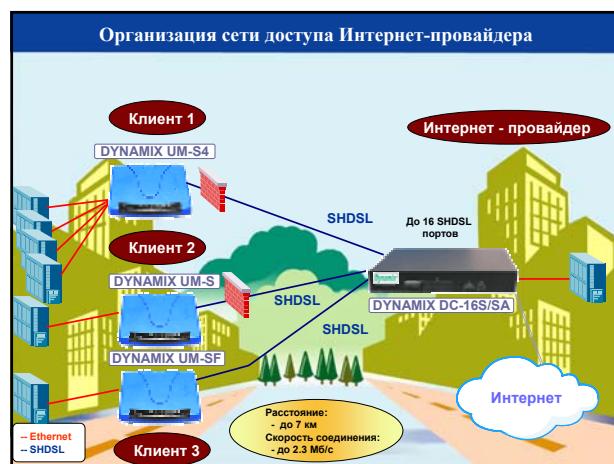 Организация сети доступа Интернет-провайдера
Клиент 1
Интернет - провайдер
DYNAMIX UM-S4
SHDSL
До 16 SHDSL
портов
Клиент 2
DYNAMIX UM-S
SHDSL
Dynamix
DYNAMIX DC-16S/SA
SHDSL
DYNAMIX UM-SF
Интернет
Расстояние:
- до 7 км
Скорость соединения:
- до 2.3 Мб/с
-- Ethernet
-- SHDSL
Клиент 3